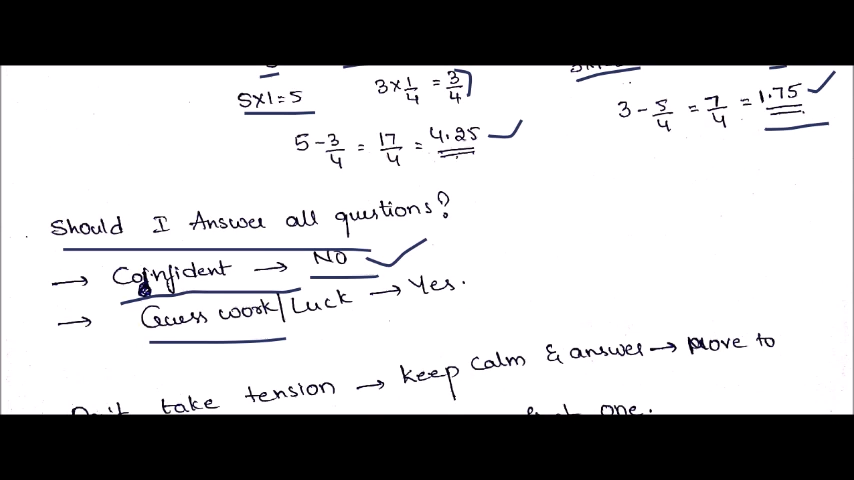 5×1=5
3×1/4 = 3/4
5 - 3/4 = 17/4 = 4.25
3 - 5/4 = 7/4 = 1.75
Should I Answer all questions?
→ Confident → NO
→ Guess work/Luck → Yes.
Don't take tension → Keep calm & answer → Move to
one.